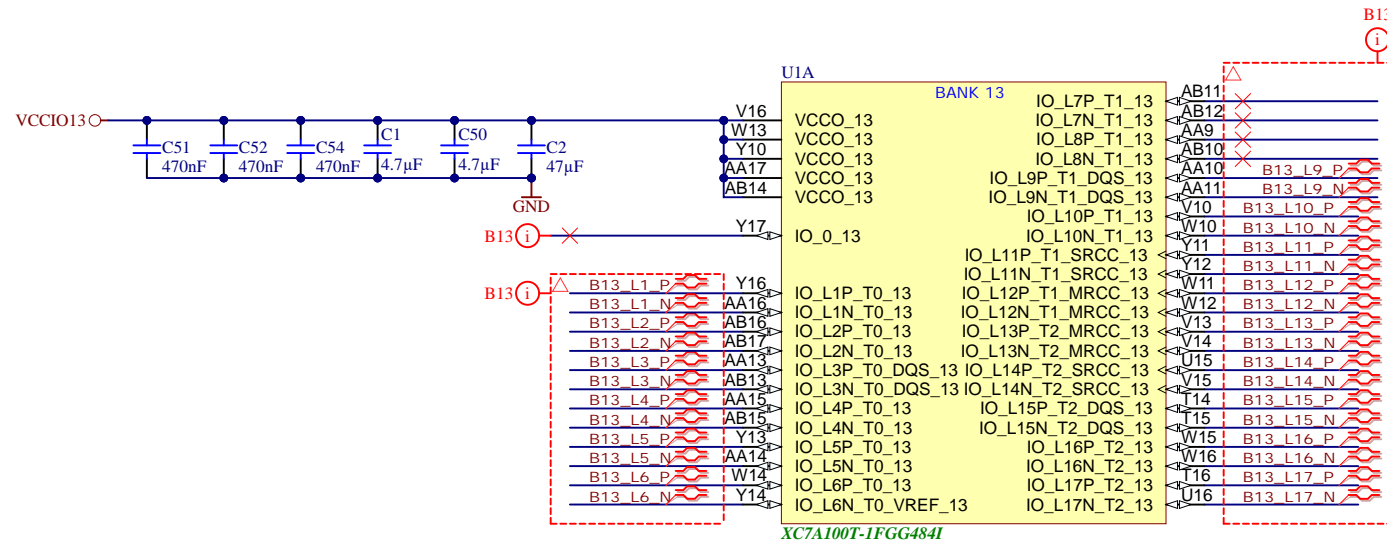 B13
i
U1A
BANK 13
VCCIO13
C51
470nF
C52
470nF
C54
470nF
C1
4.7µF
C50
4.7µF
C2
47µF
GND
V16 VCCO_13
W13 VCCO_13
Y10 VCCO_13
AA17 VCCO_13
AB14 VCCO_13
B13 i Y17 IO_0_13
B13 i
B13_L1_P Y16 IO_L1P_T0_13
B13_L1_N AA16 IO_L1N_T0_13
B13_L2_P AB16 IO_L2P_T0_13
B13_L2_N AB17 IO_L2N_T0_13
B13_L3_P AA13 IO_L3P_T0_DQS_13
B13_L3_N AB13 IO_L3N_T0_DQS_13
B13_L4_P AA15 IO_L4P_T0_13
B13_L4_N AB15 IO_L4N_T0_13
B13_L5_P Y13 IO_L5P_T0_13
B13_L5_N AA14 IO_L5N_T0_13
B13_L6_P W14 IO_L6P_T0_13
B13_L6_N Y14 IO_L6N_T0_VREF_13
IO_L7P_T1_13 AB11
IO_L7N_T1_13 AB12
IO_L8P_T1_13 AA9
IO_L8N_T1_13 AB10
IO_L9P_T1_DQS_13 AA10 B13_L9_P
IO_L9N_T1_DQS_13 AA11 B13_L9_N
IO_L10P_T1_13 V10 B13_L10_P
IO_L10N_T1_13 W10 B13_L10_N
IO_L11P_T1_SRCC_13 Y11 B13_L11_P
IO_L11N_T1_SRCC_13 Y12 B13_L11_N
IO_L12P_T1_MRCC_13 W11 B13_L12_P
IO_L12N_T1_MRCC_13 W12 B13_L12_N
IO_L13P_T2_MRCC_13 V13 B13_L13_P
IO_L13N_T2_MRCC_13 V14 B13_L13_N
IO_L14P_T2_SRCC_13 U15 B13_L14_P
IO_L14N_T2_SRCC_13 V15 B13_L14_N
IO_L15P_T2_DQS_13 T14 B13_L15_P
IO_L15N_T2_DQS_13 T15 B13_L15_N
IO_L16P_T2_13 W15 B13_L16_P
IO_L16N_T2_13 W16 B13_L16_N
IO_L17P_T2_13 T16 B13_L17_P
IO_L17N_T2_13 U16 B13_L17_N
XC7A100T-1FGG484I